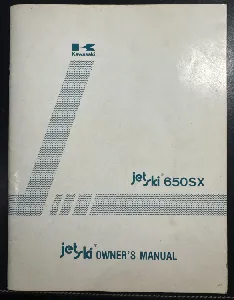 K
Kawasaki
jet ski® 650SX
jet ski® OWNER'S MANUAL